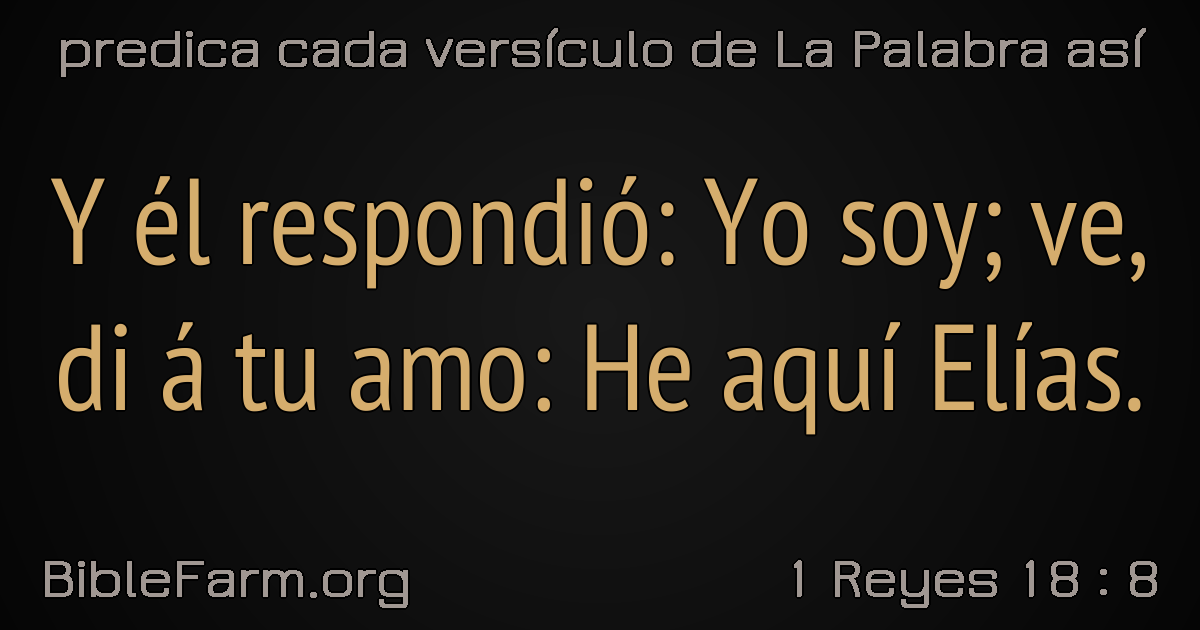 predica cada versículo de La Palabra así
Y él respondió: Yo soy; ve,
di á tu amo: He aquí Elías.
BibleFarm.org
1 Reyes 18 : 8